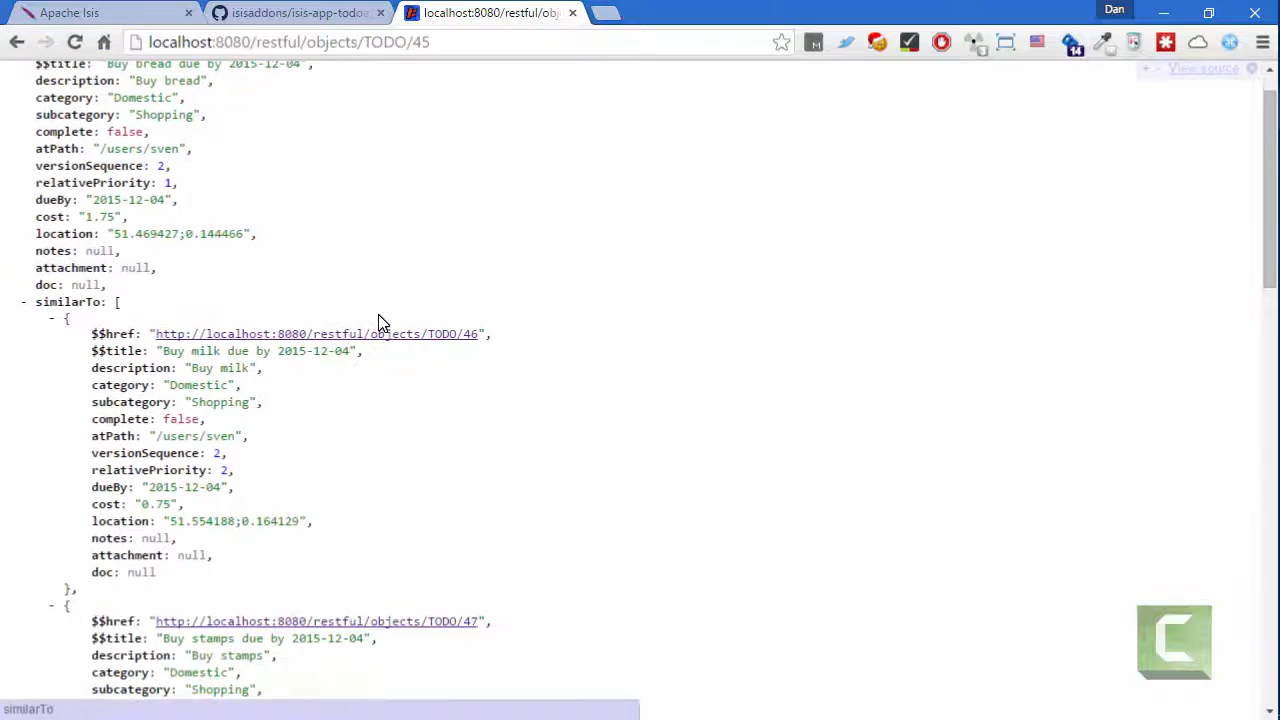 Apache Isis
isisaddons/isis-app-todoe
localhost:8080/restful/obj
Dan
localhost:8080/restful/objects/TODO/45
14
1
+ - View source
$$title: "Buy bread due by 2015-12-04",
description: "Buy bread",
category: "Domestic",
subcategory: "Shopping",
complete: false,
atPath: "/users/sven",
versionSequence: 2,
relativePriority: 1,
dueBy: "2015-12-04",
cost: "1.75",
location: "51.469427;0.144466",
notes: null,
attachment: null,
doc: null,
- similarTo: [
- {
$$href: "http://localhost:8080/restful/objects/TODO/46",
$$title: "Buy milk due by 2015-12-04",
description: "Buy milk",
category: "Domestic",
subcategory: "Shopping",
complete: false,
atPath: "/users/sven",
versionSequence: 2,
relativePriority: 2,
dueBy: "2015-12-04",
cost: "0.75",
location: "51.554188;0.164129",
notes: null,
attachment: null,
doc: null
},
- {
$$href: "http://localhost:8080/restful/objects/TODO/47",
$$title: "Buy stamps due by 2015-12-04",
description: "Buy stamps",
category: "Domestic",
subcategory: "Shopping",
similarTo
C